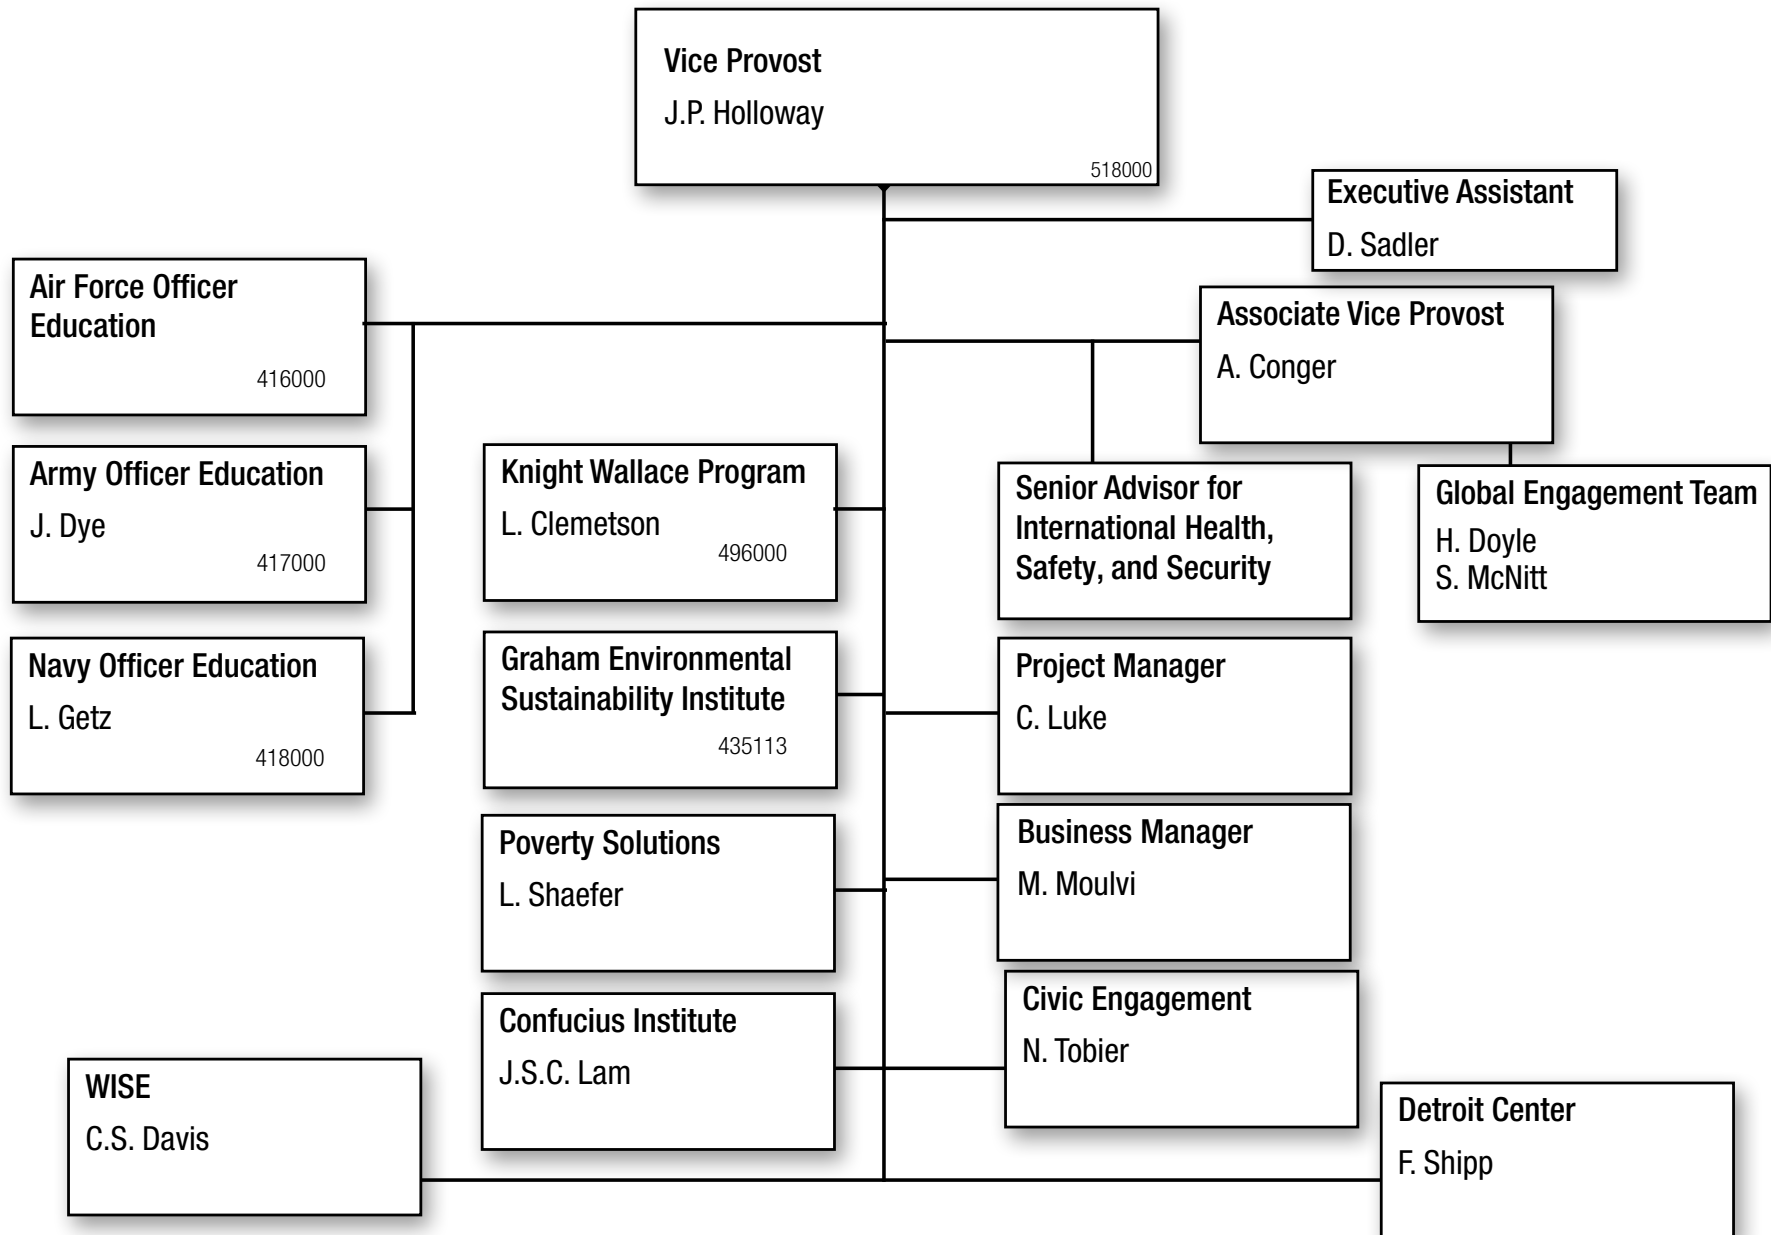 Vice Provost
J.P. Holloway
518000
Executive Assistant
D. Sadler
Air Force Officer
Education
416000
Associate Vice Provost
A. Conger
Army Officer Education
J. Dye
417000
Knight Wallace Program
L. Clemetson
496000
Senior Advisor for
International Health,
Safety, and Security
Global Engagement Team
H. Doyle
S. McNitt
Navy Officer Education
L. Getz
418000
Graham Environmental
Sustainability Institute
435113
Project Manager
C. Luke
Poverty Solutions
L. Shaefer
Business Manager
M. Moulvi
Confucius Institute
J.S.C. Lam
Civic Engagement
N. Tobier
WISE
C.S. Davis
Detroit Center
F. Shipp